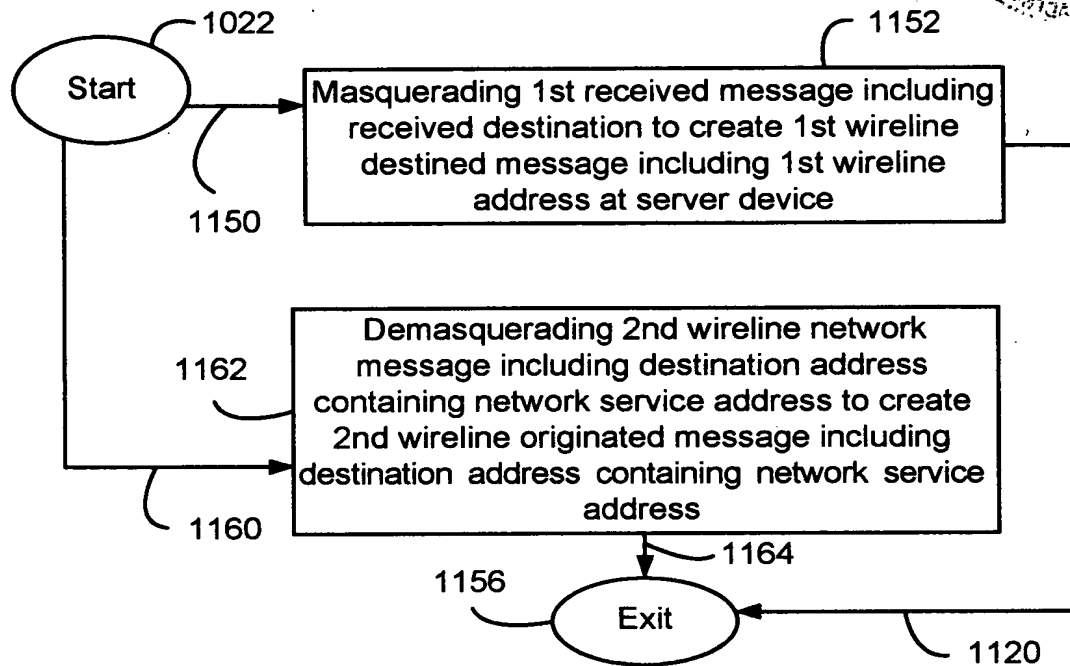 1022
Start
1152
Masquerading 1st received message including
received destination to create 1st wireline
destined message including 1st wireline
address at server device
1150
1162
Demasquerading 2nd wireline network
message including destination address
containing network service address to create
2nd wireline originated message including
destination address containing network service
address
1160
1164
1156
Exit
1120